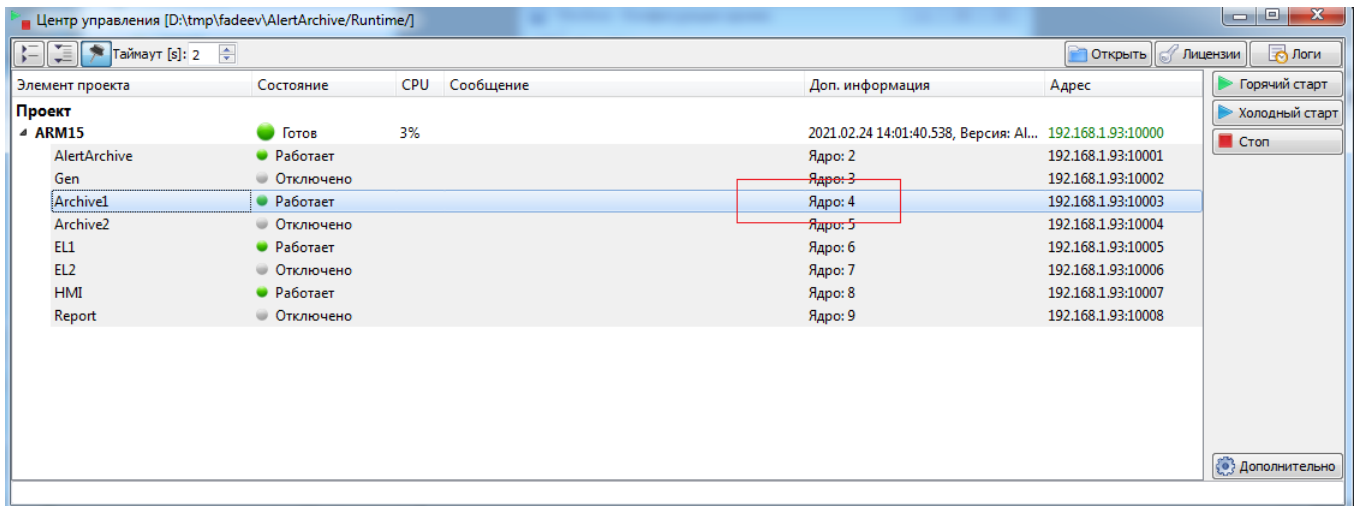 Центр управления [D:\tmp\fadeev\AlertArchive/Runtime/]
Таймаут [s]: 2 Открыть Лицензии Логи
Элемент проекта Состояние CPU Сообщение Доп. информация Адрес Горячий старт
Проект Холодный старт
ARM15 Готов 3% 2021.02.24 14:01:40.538, Версия: Al... 192.168.1.93:10000 Стоп
AlertArchive Работает Ядро: 2 192.168.1.93:10001
Gen Отключено Ядро: 3 192.168.1.93:10002
Archive1 Работает Ядро: 4 192.168.1.93:10003
Archive2 Отключено Ядро: 5 192.168.1.93:10004
EL1 Работает Ядро: 6 192.168.1.93:10005
EL2 Отключено Ядро: 7 192.168.1.93:10006
HMI Работает Ядро: 8 192.168.1.93:10007
Report Отключено Ядро: 9 192.168.1.93:10008
Дополнительно